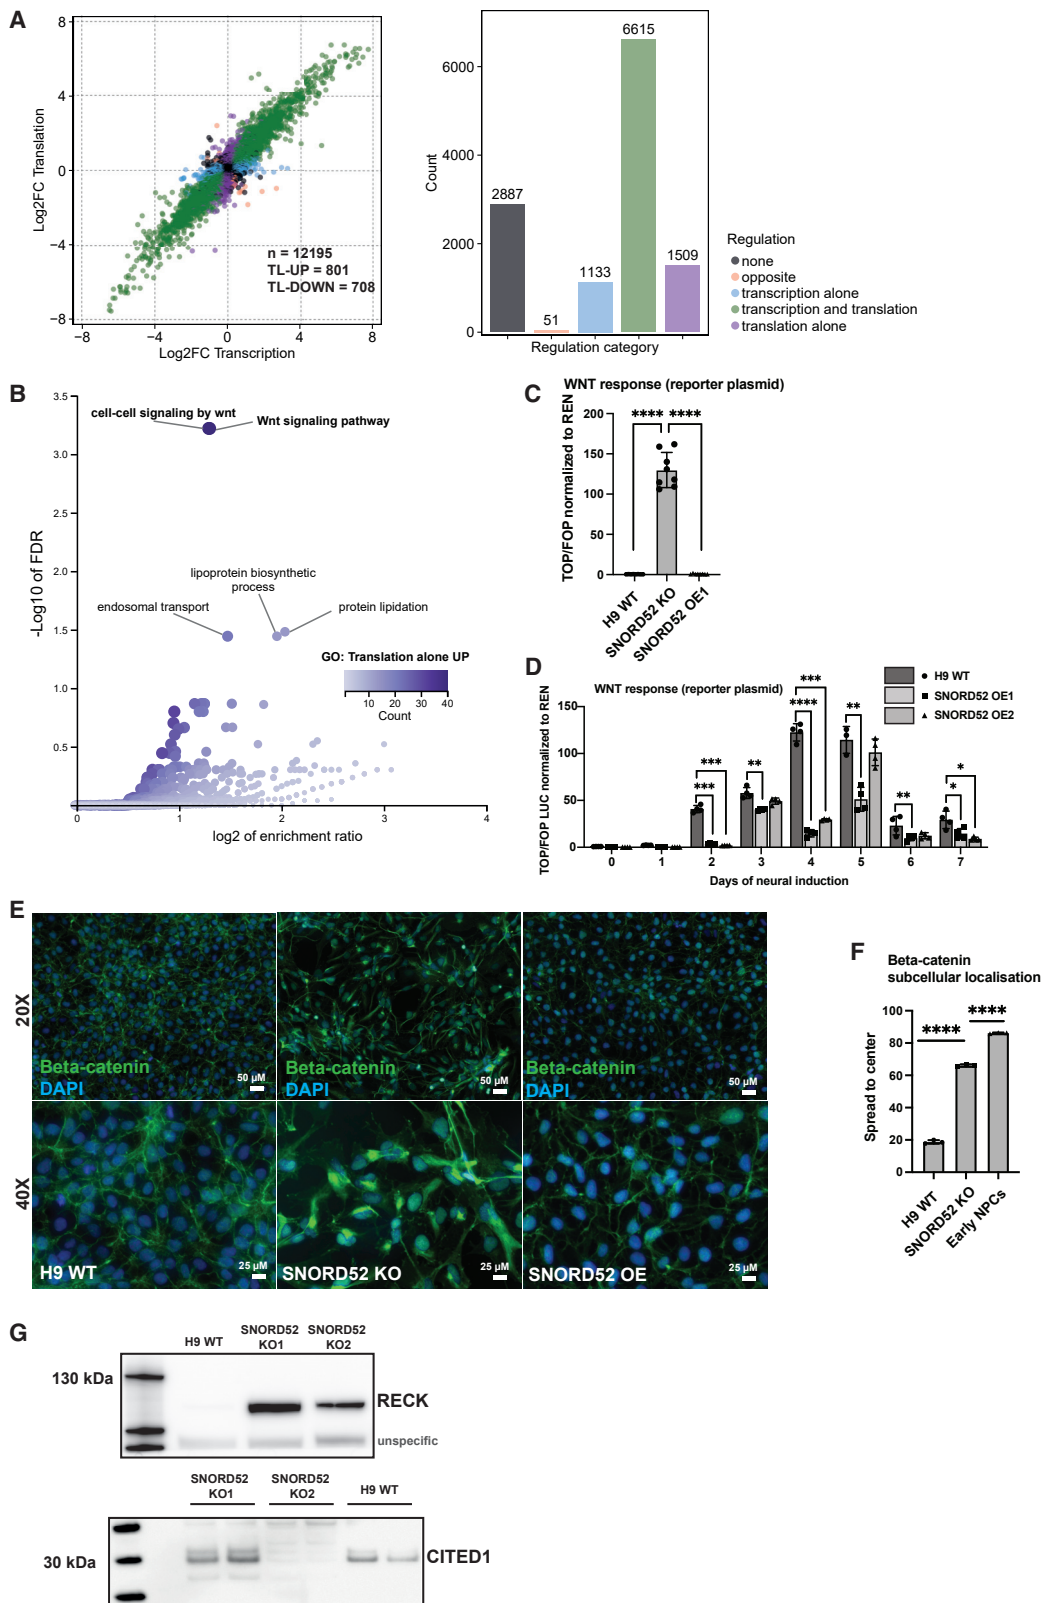 A
8
4
0
−4
−8
Log2FC Translation
−8
−4
0
4
8
Log2FC Transcription
n = 12195
TL-UP = 801
TL-DOWN = 708
6000
4000
2000
0
Count
2887
51
1133
6615
1509
Regulation category
Regulation
none
opposite
transcription alone
transcription and translation
translation alone
B
3.5
3.0
2.5
2.0
1.5
1.0
0.5
-Log10 of FDR
cell-cell signaling by wnt
Wnt signaling pathway
lipoprotein biosynthetic
process
endosomal transport
protein lipidation
GO: Translation alone UP
10 20 30 40
Count
0
1
2
3
4
log2 of enrichment ratio
C
WNT response (reporter plasmid)
TOP/FOP normalized to REN
200
150
100
50
0
**** ****
H9 WT
SNORD52 KO
SNORD52 OE1
D
WNT response (reporter plasmid)
TOP/FOP LUC normalized to REN
150
100
50
0
***
***
**
***
****
**
**
*
*
H9 WT
SNORD52 OE1
SNORD52 OE2
0 1 2 3 4 5 6 7
Days of neural induction
E
20X
Beta-catenin
DAPI
50 µM
Beta-catenin
DAPI
50 µM
Beta-catenin
DAPI
50 µM
40X
H9 WT
25 µM
SNORD52 KO
25 µM
SNORD52 OE
25 µM
F
Beta-catenin
subcellular localisation
Spread to center
100
80
60
40
20
0
****
****
H9 WT
SNORD52 KO
Early NPCs
G
H9 WT
SNORD52
KO1
SNORD52
KO2
130 kDa
RECK
unspecific
SNORD52
KO1
SNORD52
KO2
H9 WT
30 kDa
CITED1